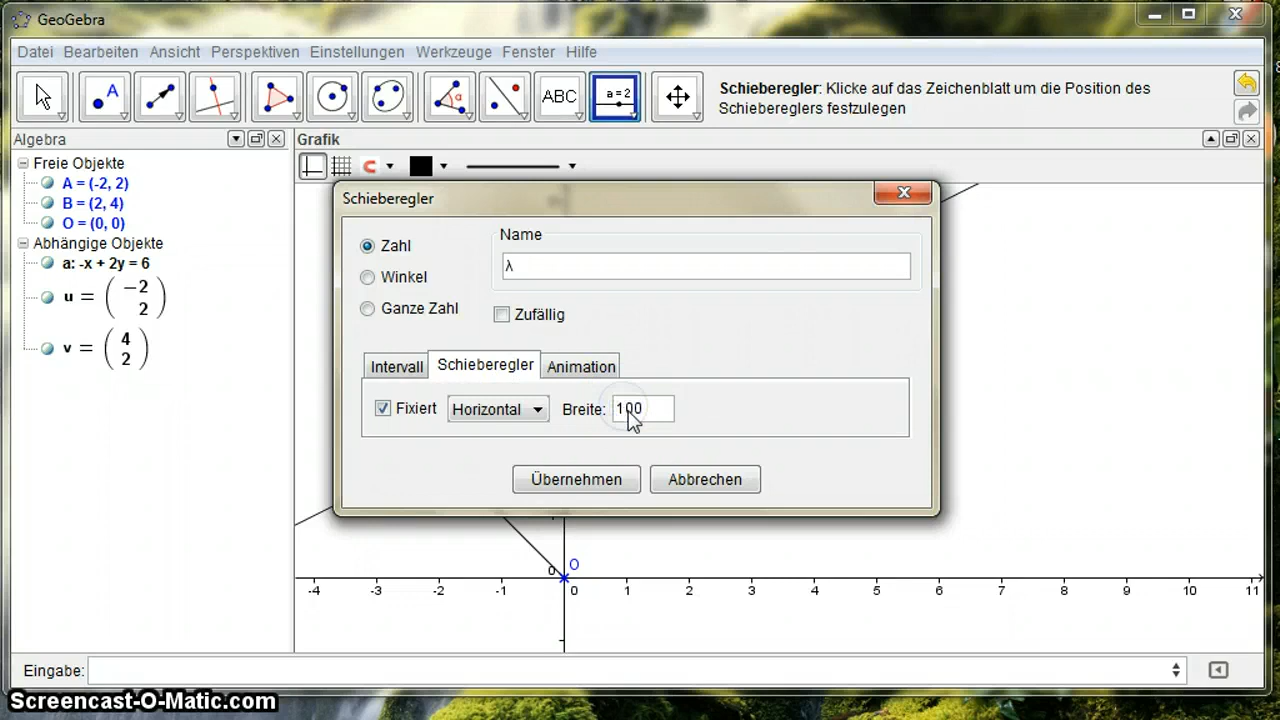 GeoGebra
Datei Bearbeiten Ansicht Perspektiven Einstellungen Werkzeuge Fenster Hilfe
A
α
ABC
a = 2
Schieberegler: Klicke auf das Zeichenblatt um die Position des
Schiebereglers festzulegen
Algebra
Grafik
Freie Objekte
A = (-2, 2)
B = (2, 4)
O = (0, 0)
Abhängige Objekte
a: -x + 2y = 6
u = (−2 2)
v = (4 2)
Schieberegler
Zahl
Winkel
Ganze Zahl
Name
λ
Zufällig
Intervall Schieberegler Animation
Fixiert Horizontal Breite: 100
Übernehmen Abbrechen
0 O
-4 -3 -2 -1 0 1 2 3 4 5 6 7 8 9 10 11
Eingabe:
Screencast-O-Matic.com